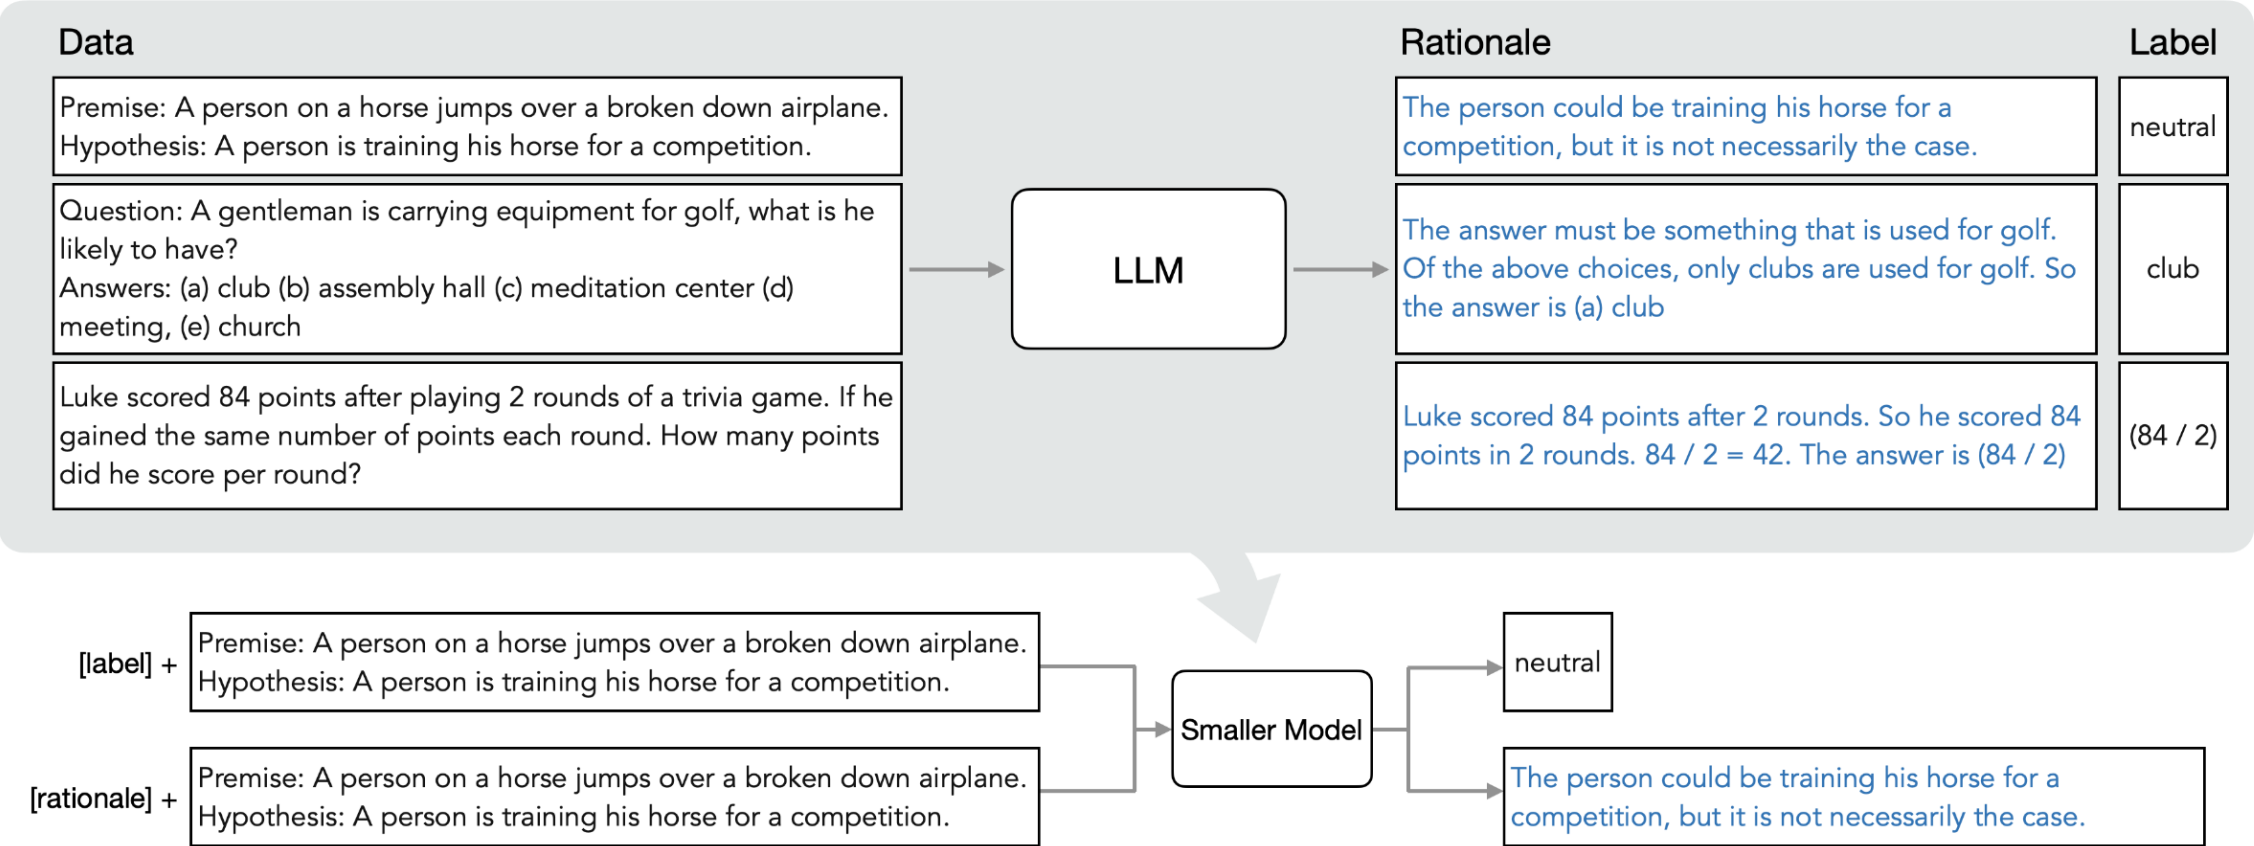 Data
Rationale
Label
Premise: A person on a horse jumps over a broken down airplane.
Hypothesis: A person is training his horse for a competition.
The person could be training his horse for a
competition, but it is not necessarily the case.
neutral
Question: A gentleman is carrying equipment for golf, what is he
likely to have?
Answers: (a) club (b) assembly hall (c) meditation center (d)
meeting, (e) church
LLM
The answer must be something that is used for golf.
Of the above choices, only clubs are used for golf. So
the answer is (a) club
club
Luke scored 84 points after playing 2 rounds of a trivia game. If he
gained the same number of points each round. How many points
did he score per round?
Luke scored 84 points after 2 rounds. So he scored 84
points in 2 rounds. 84 / 2 = 42. The answer is (84 / 2)
(84 / 2)
[label] +
Premise: A person on a horse jumps over a broken down airplane.
Hypothesis: A person is training his horse for a competition.
neutral
Smaller Model
[rationale] +
Premise: A person on a horse jumps over a broken down airplane.
Hypothesis: A person is training his horse for a competition.
The person could be training his horse for a
competition, but it is not necessarily the case.